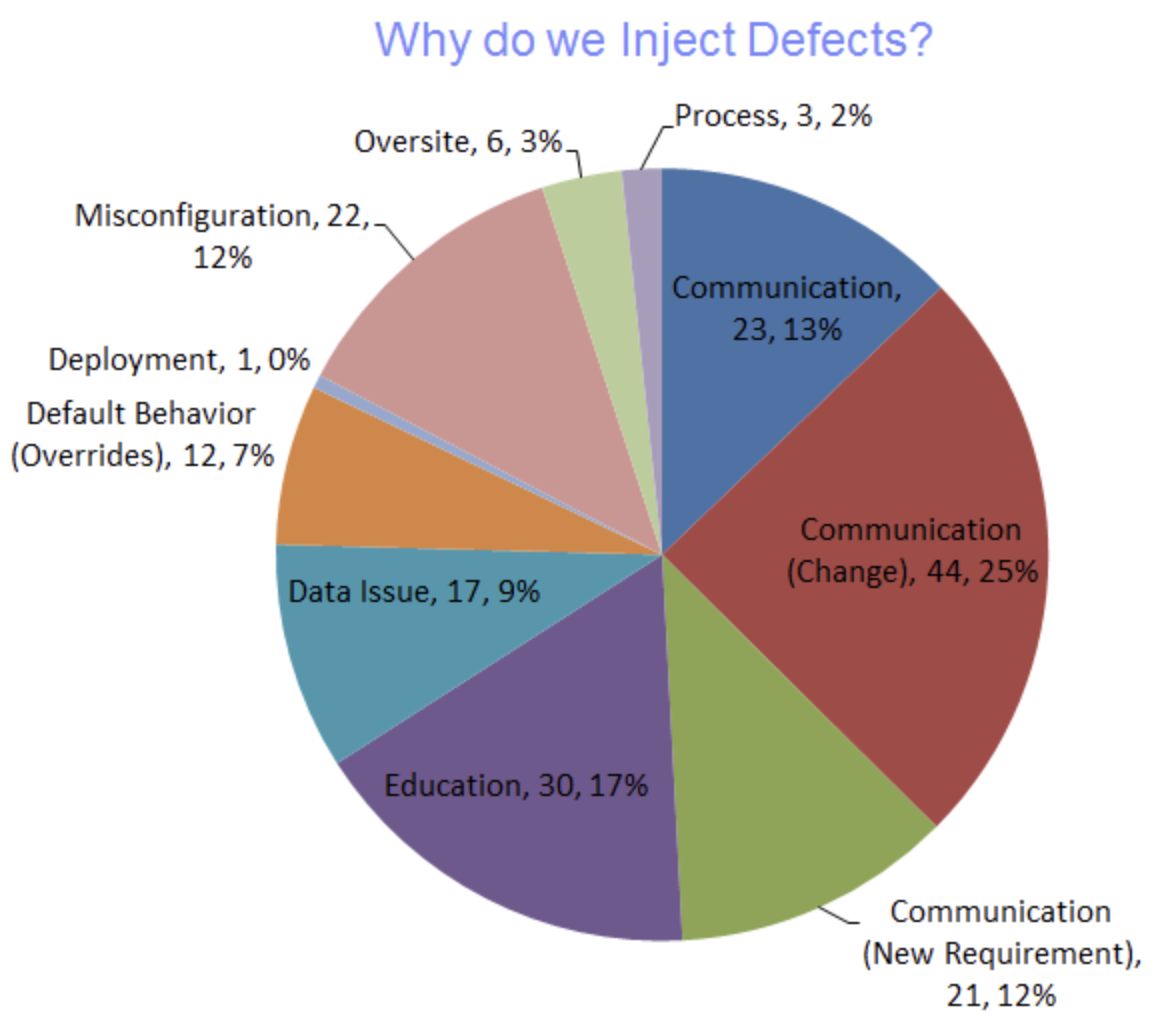 Why do we Inject Defects?
Process, 3, 2%
Oversite, 6, 3%
Misconfiguration, 22,
12%
Communication,
23, 13%
Deployment, 1, 0%
Default Behavior
(Overrides), 12, 7%
Communication
(Change), 44, 25%
Data Issue, 17, 9%
Education, 30, 17%
Communication
(New Requirement),
21, 12%